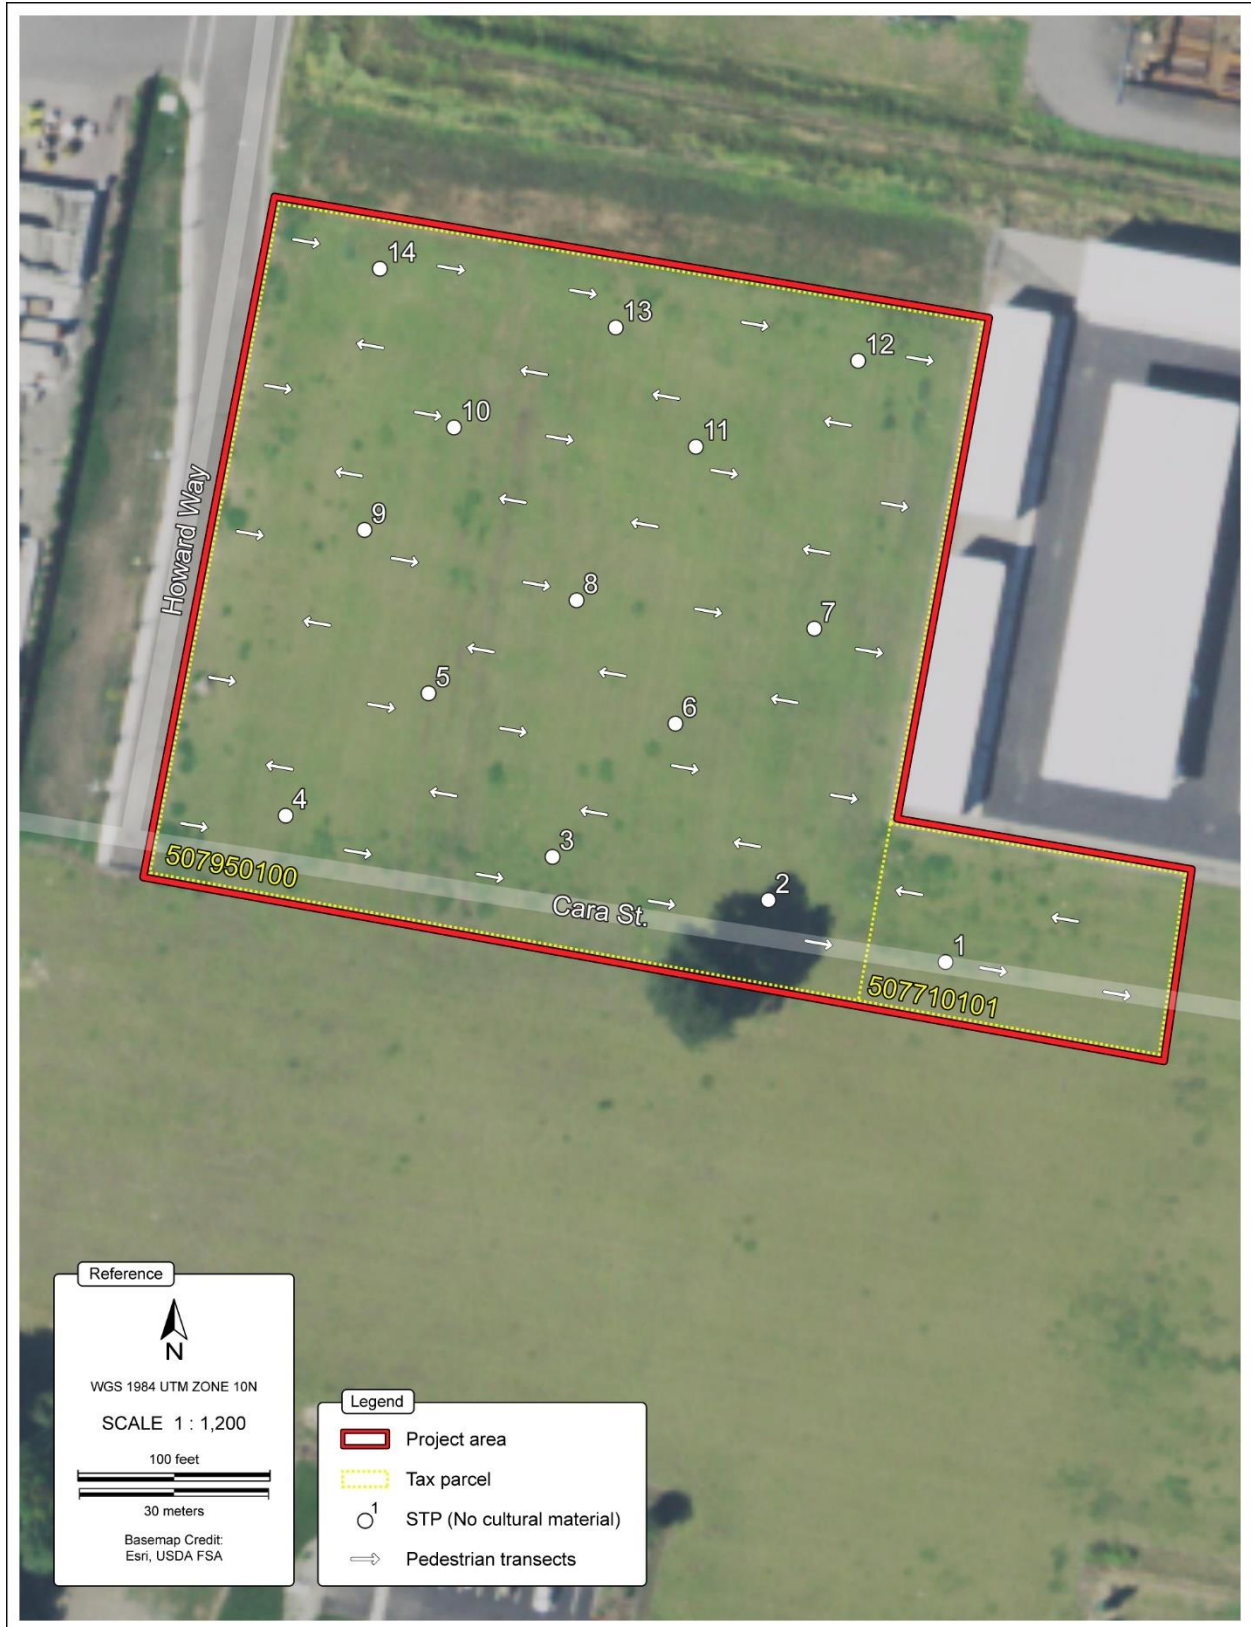 14
13
12
10
11
Howard Way
9
8
7
5
6
4
3
507950100
2
Cara St.
1
507710101
Reference
N
WGS 1984 UTM ZONE 10N
SCALE 1 : 1,200
100 feet
30 meters
Basemap Credit:
Esri, USDA FSA
Legend
Project area
Tax parcel
1
STP (No cultural material)
Pedestrian transects